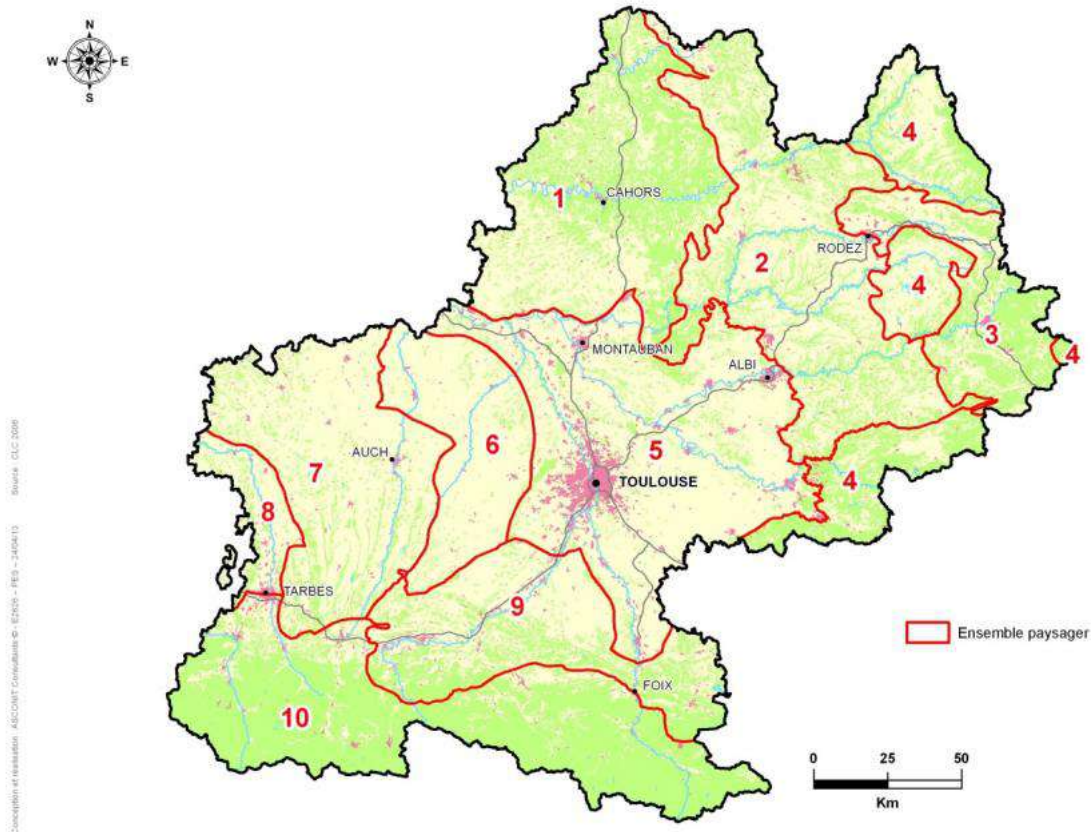 N
W E
S
4
1
CAHORS
RODEZ
2
4
3
MONTAUBAN
ALBI
4
6
AUCH
5
7
TOULOUSE
4
8
TARBES
9
Ensemble paysager
FOIX
10
0 25 50
Km
Source : CLC 2006